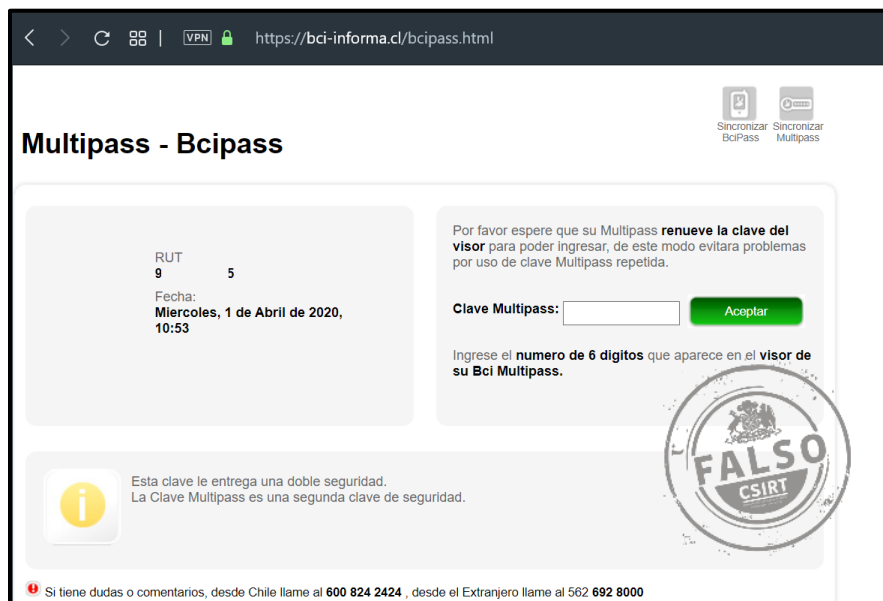 VPN https://bci-informa.cl/bcipass.html
Sincronizar BciPass
Sincronizar Multipass
Multipass - Bcipass
RUT
9 5
Fecha:
Miercoles, 1 de Abril de 2020,
10:53
Por favor espere que su Multipass renueve la clave del
visor para poder ingresar, de este modo evitara problemas
por uso de clave Multipass repetida.
Clave Multipass:
Aceptar
Ingrese el numero de 6 digitos que aparece en el visor de
su Bci Multipass.
FALSO
CSIRT
Esta clave le entrega una doble seguridad.
La Clave Multipass es una segunda clave de seguridad.
Si tiene dudas o comentarios, desde Chile llame al 600 824 2424 , desde el Extranjero llame al 562 692 8000